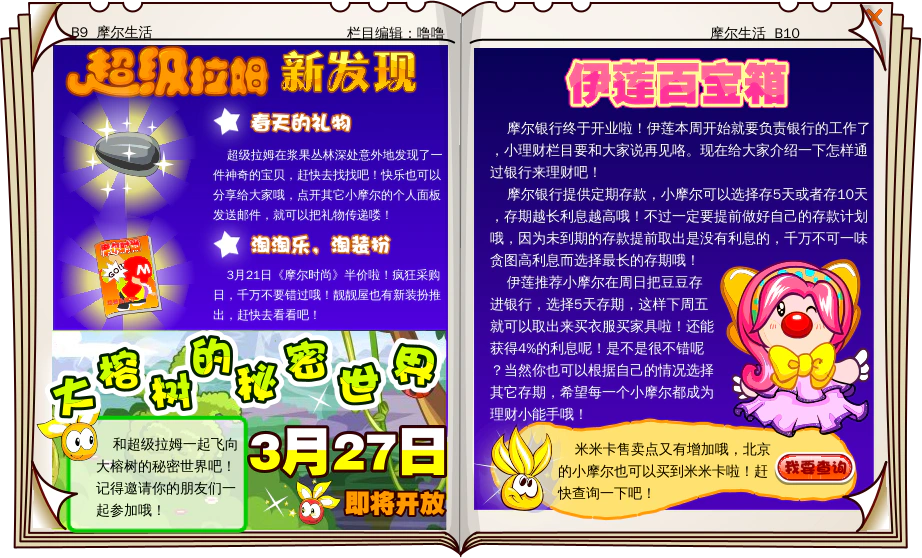 B9 摩尔生活
栏目编辑：噜噜
超级拉姆 新发现
春天的礼物
超级拉姆在浆果丛林深处意外地发现了一
件神奇的宝贝，赶快去找找吧！快乐也可以
分享给大家哦，点开其它小摩尔的个人面板
发送邮件，就可以把礼物传递喽！
淘淘乐，淘装扮
3月21日《摩尔时尚》半价啦！疯狂采购
日，千万不要错过哦！靓靓屋也有新装扮推
出，赶快去看看吧！
GO!
M
大榕树的秘密世界
和超级拉姆一起飞向
大榕树的秘密世界吧！
记得邀请你的朋友们一
起参加哦！
3月27日
即将开放
摩尔生活 B10
伊莲百宝箱
摩尔银行终于开业啦！伊莲本周开始就要负责银行的工作了
，小理财栏目要和大家说再见咯。现在给大家介绍一下怎样通
过银行来理财吧！
摩尔银行提供定期存款，小摩尔可以选择存5天或者存10天
，存期越长利息越高哦！不过一定要提前做好自己的存款计划
哦，因为未到期的存款提前取出是没有利息的，千万不可一味
贪图高利息而选择最长的存期哦！
伊莲推荐小摩尔在周日把豆豆存
进银行，选择5天存期，这样下周五
就可以取出来买衣服买家具啦！还能
获得4%的利息呢！是不是很不错呢
？当然你也可以根据自己的情况选择
其它存期，希望每一个小摩尔都成为
理财小能手哦！
米米卡售卖点又有增加哦，北京
的小摩尔也可以买到米米卡啦！赶
快查询一下吧！
我要查询